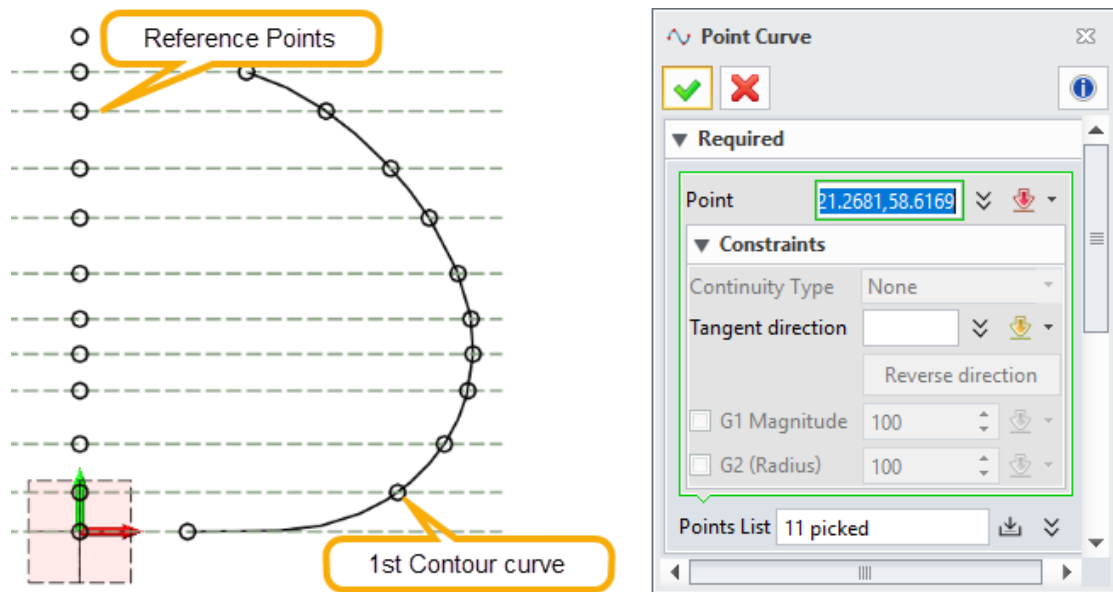 Reference Points
1st Contour curve
Point Curve
Required
Point 21.2681,58.6169
Constraints
Continuity Type None
Tangent direction
Reverse direction
G1 Magnitude 100
G2 (Radius) 100
Points List 11 picked